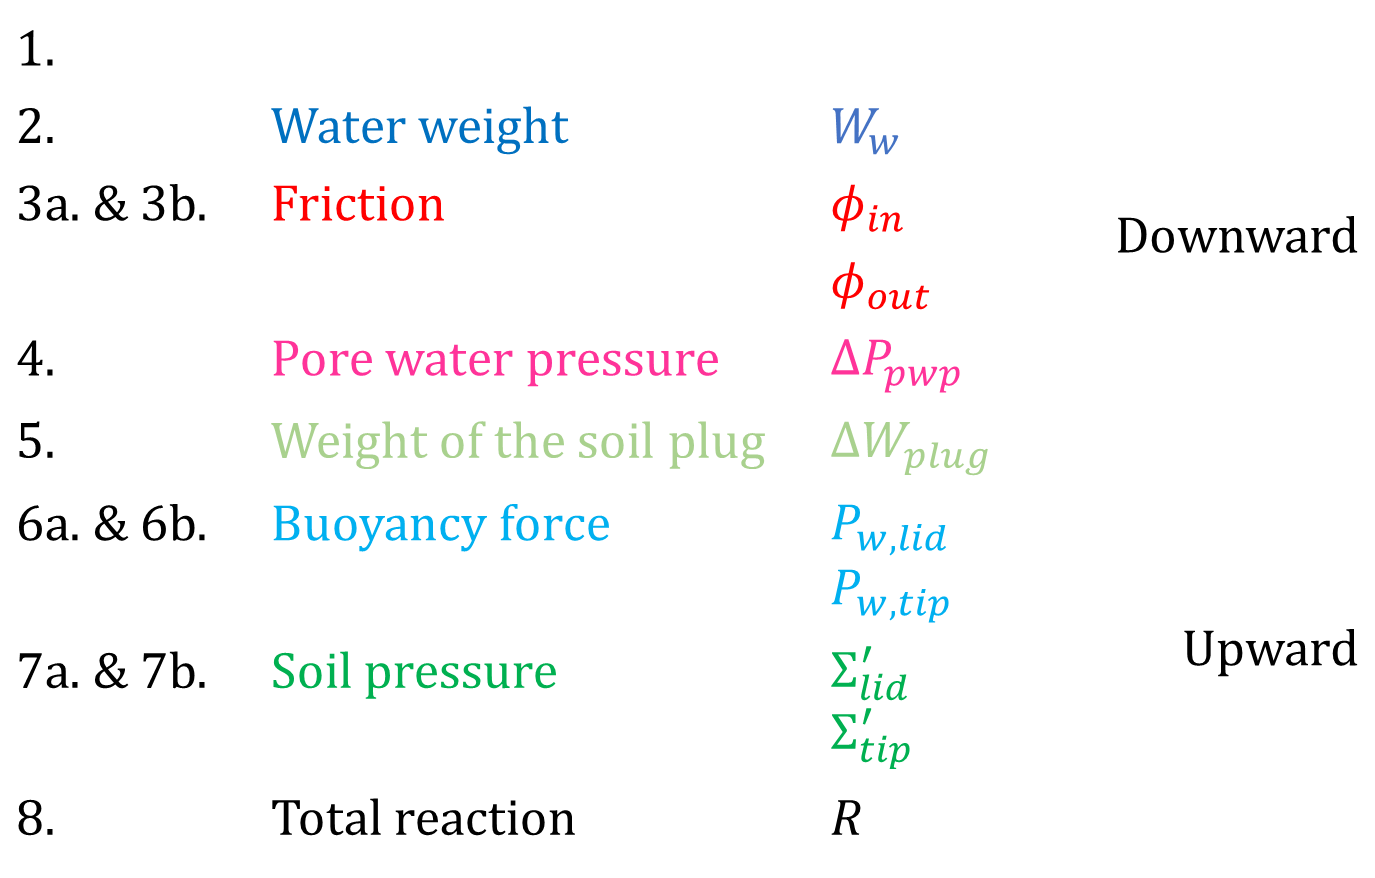 1.
2. Water weight W_w
3a. & 3b. Friction ϕ_in
Downward
ϕ_out
4. Pore water pressure ΔP_pwp
5. Weight of the soil plug ΔW_plug
6a. & 6b. Buoyancy force P_w,lid
P_w,tip
Upward
7a. & 7b. Soil pressure Σ′_lid
Σ′_tip
8. Total reaction R